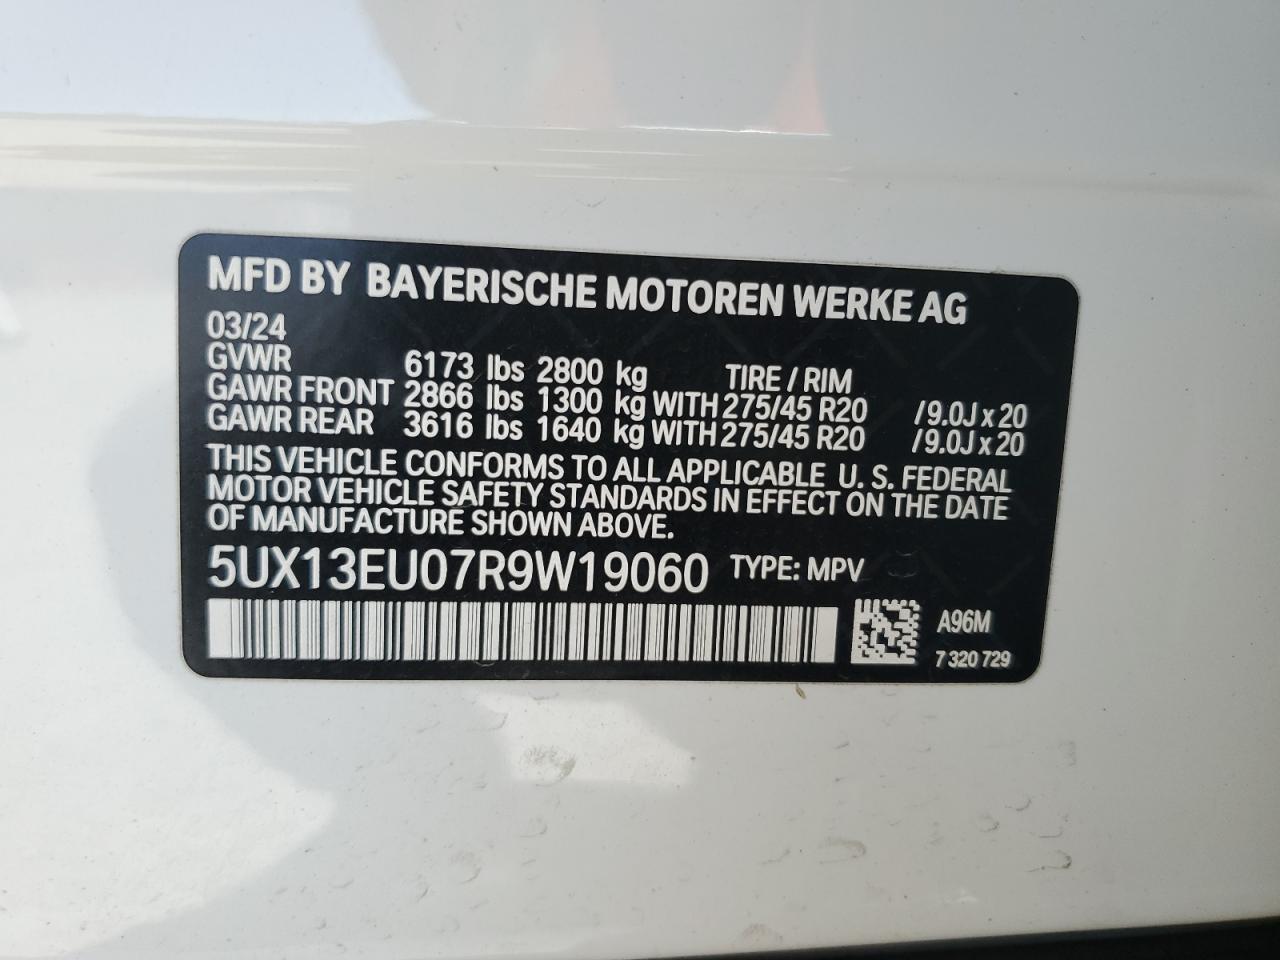 MFD BY BAYERISCHE MOTOREN WERKE AG
03/24
GVWR 6173 lbs 2800 kg TIRE / RIM
GAWR FRONT 2866 lbs 1300 kg WITH 275/45 R20 /9.0J x 20
GAWR REAR 3616 lbs 1640 kg WITH 275/45 R20 /9.0J x 20
THIS VEHICLE CONFORMS TO ALL APPLICABLE U. S. FEDERAL
MOTOR VEHICLE SAFETY STANDARDS IN EFFECT ON THE DATE
OF MANUFACTURE SHOWN ABOVE.
5UX13EU07R9W19060 TYPE: MPV
A96M
7 320 729